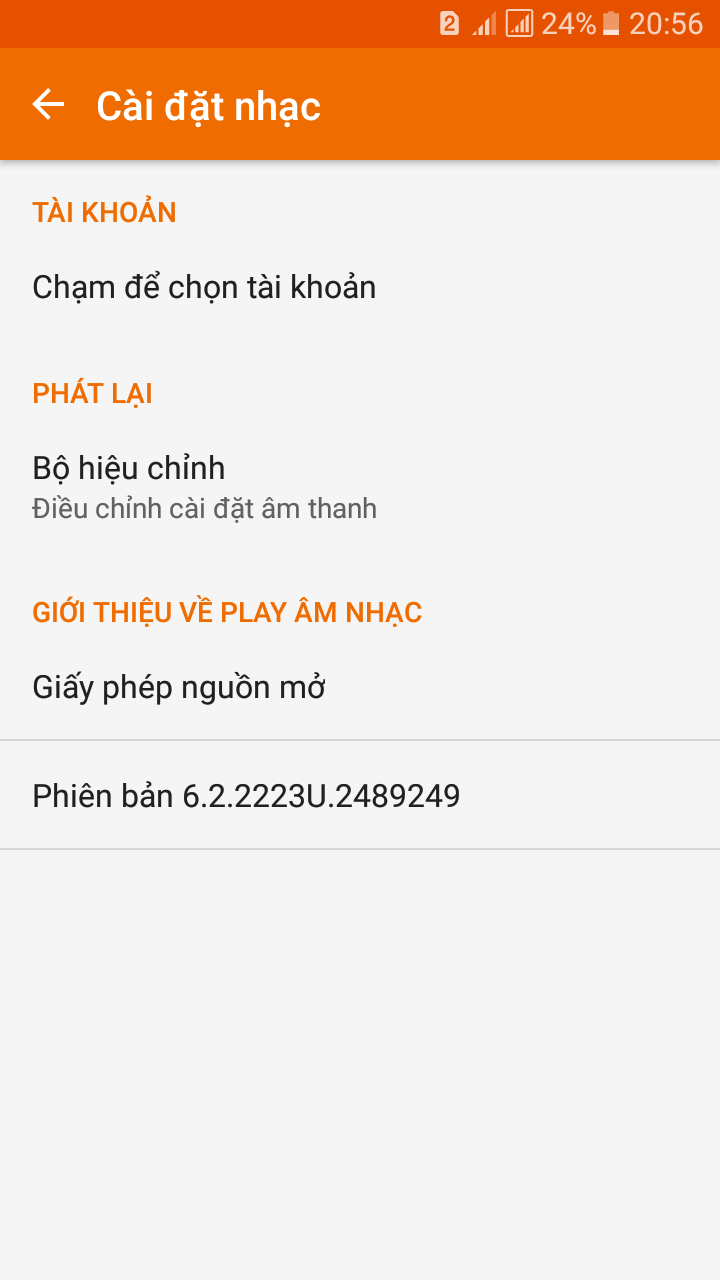 2 24% 20:56
Cài đặt nhạc
TÀI KHOẢN
Chạm để chọn tài khoản
PHÁT LẠI
Bộ hiệu chỉnh
Điều chỉnh cài đặt âm thanh
GIỚI THIỆU VỀ PLAY ÂM NHẠC
Giấy phép nguồn mở
Phiên bản 6.2.2223U.2489249